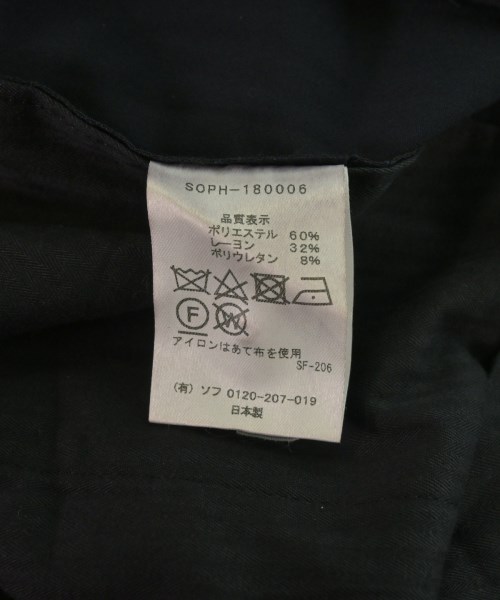 SOPH-180006
品質表示
ポリエステル 60%
レーヨン 32%
ポリウレタン 8%
F W
アイロンはあて布を使用
SF-206
(有) ソフ 0120-207-019
日本製